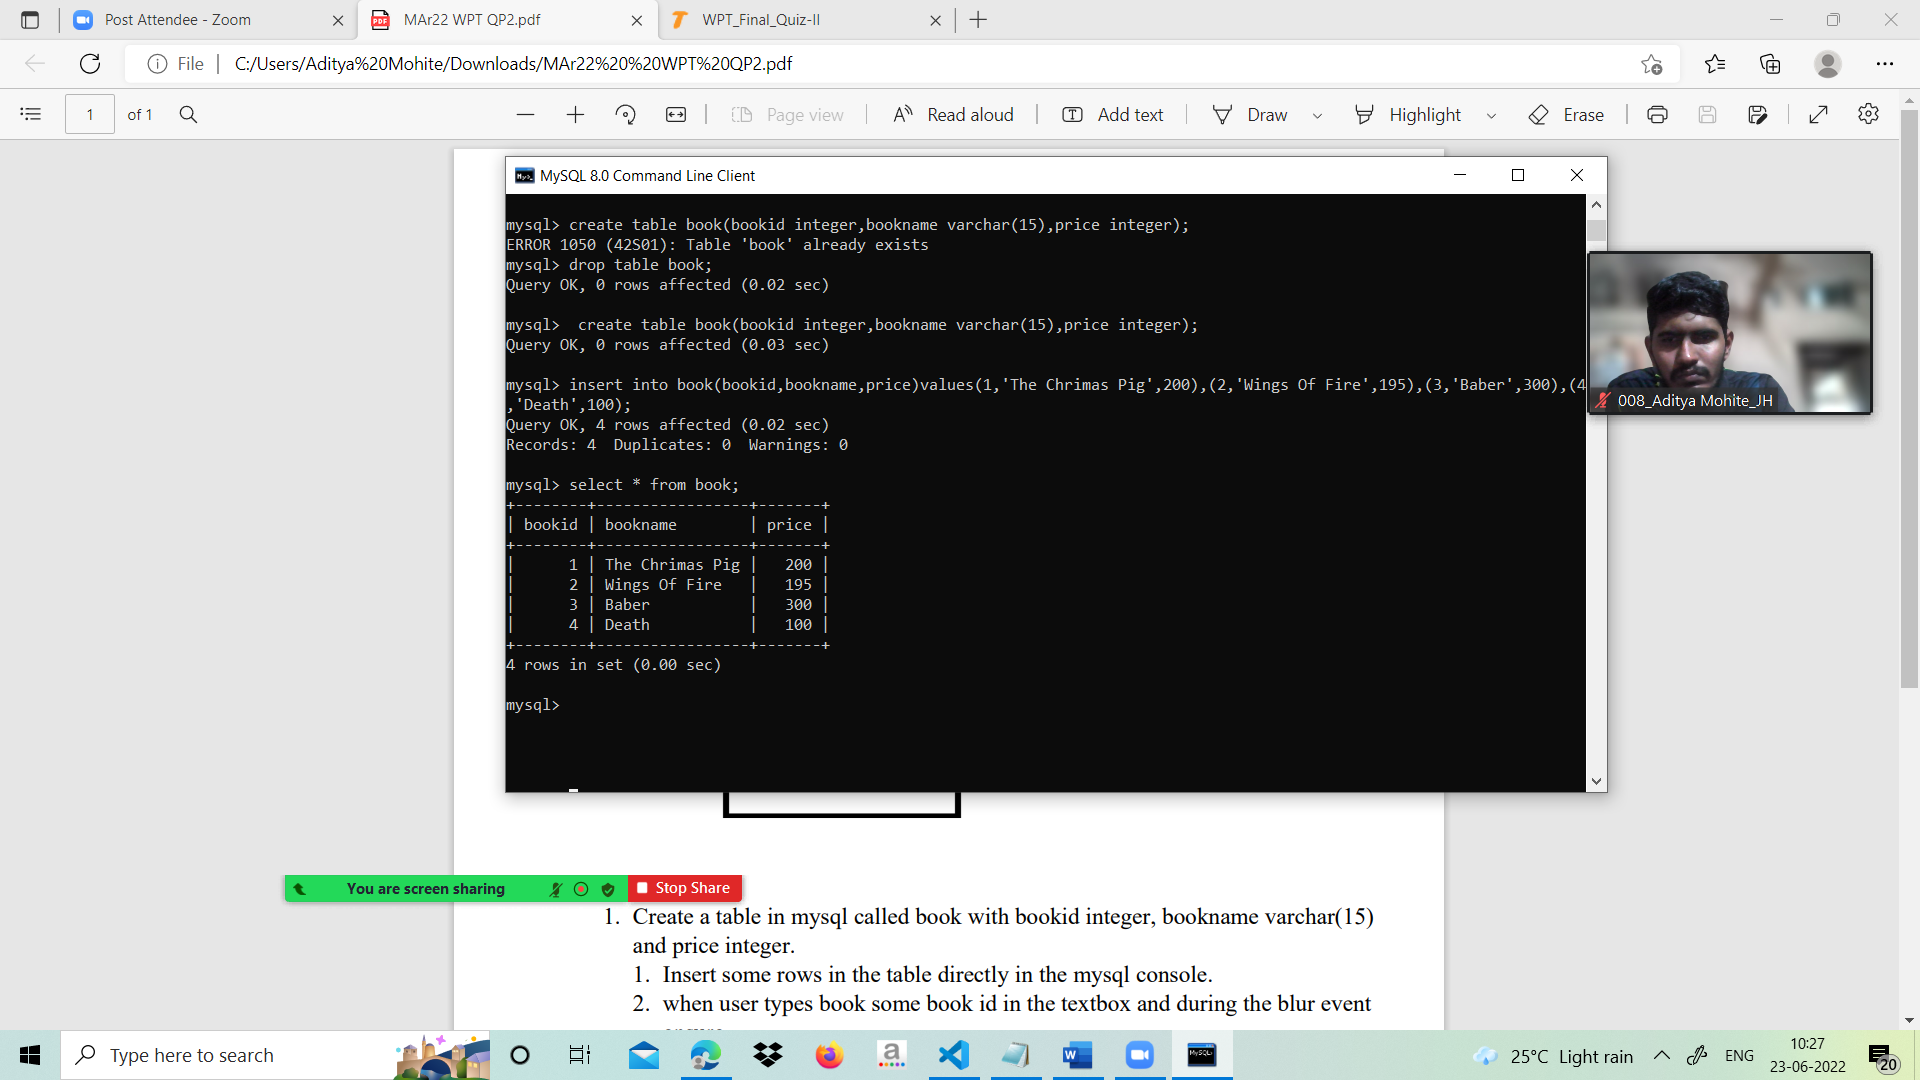 Post Attendee - Zoom
MAr22 WPT QP2.pdf
WPT_Final_Quiz-II
File
C:/Users/Aditya%20Mohite/Downloads/MAr22%20%20WPT%20QP2.pdf
1 of 1
Page view
Read aloud
Add text
Draw
Highlight
Erase
MySQL 8.0 Command Line Client
mysql> create table book(bookid integer,bookname varchar(15),price integer);
ERROR 1050 (42S01): Table 'book' already exists
mysql> drop table book;
Query OK, 0 rows affected (0.02 sec)
mysql>  create table book(bookid integer,bookname varchar(15),price integer);
Query OK, 0 rows affected (0.03 sec)
mysql> insert into book(bookid,bookname,price)values(1,'The Chrimas Pig',200),(2,'Wings Of Fire',195),(3,'Baber',300),(4
,'Death',100);
Query OK, 4 rows affected (0.02 sec)
Records: 4  Duplicates: 0  Warnings: 0
mysql> select * from book;
+--------+-----------------+-------+
| bookid | bookname        | price |
+--------+-----------------+-------+
|      1 | The Chrimas Pig |   200 |
|      2 | Wings Of Fire   |   195 |
|      3 | Baber           |   300 |
|      4 | Death           |   100 |
+--------+-----------------+-------+
4 rows in set (0.00 sec)
mysql>
008_Aditya Mohite_JH
You are screen sharing
Stop Share
1. Create a table in mysql called book with bookid integer, bookname varchar(15)
and price integer.
1. Insert some rows in the table directly in the mysql console.
2. when user types book some book id in the textbox and during the blur event
Type here to search
25°C Light rain
ENG
10:27
23-06-2022
20